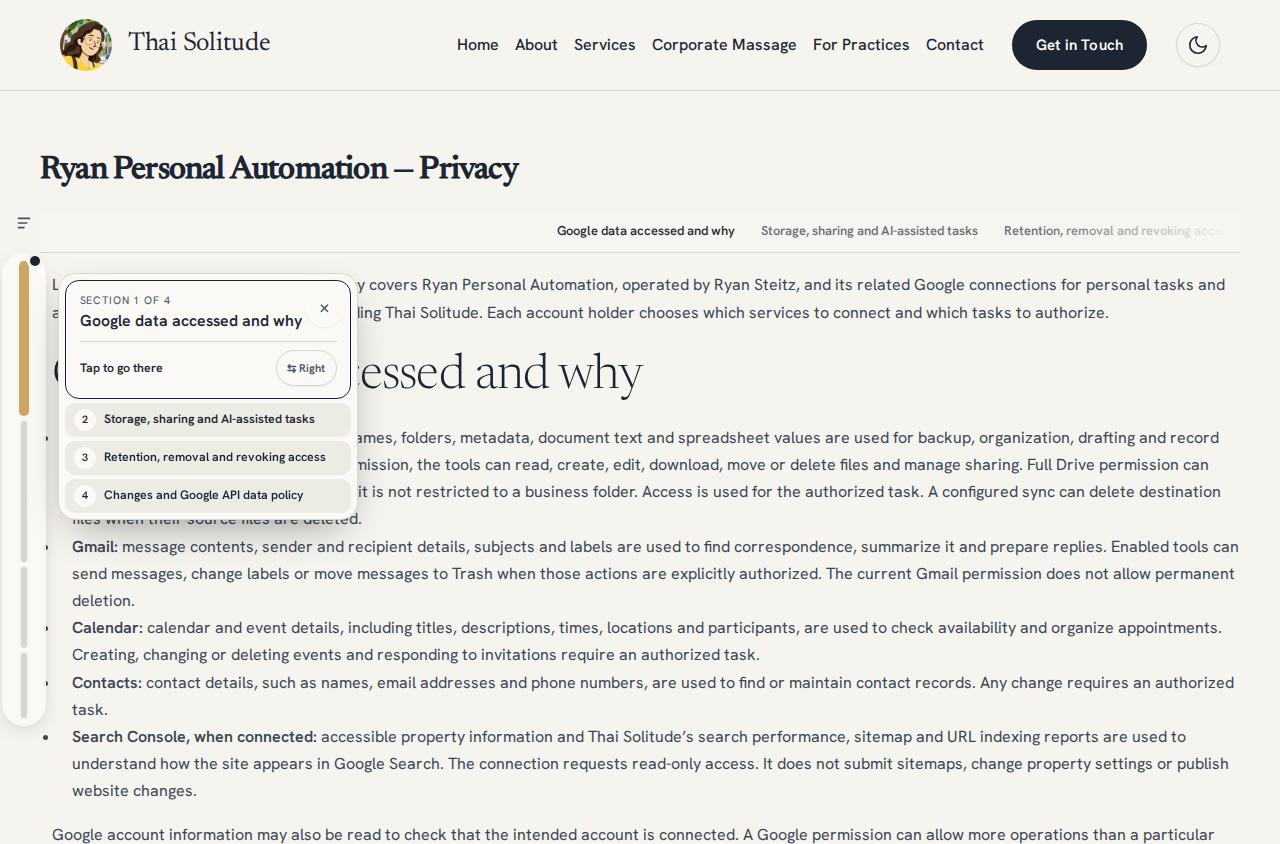 Thai Solitude
Home About Services Corporate Massage For Practices Contact Get in Touch
Ryan Personal Automation — Privacy
Google data accessed and why Storage, sharing and AI-assisted tasks Retention, removal and revoking
y covers Ryan Personal Automation, operated by Ryan Steitz, and its related Google connections for personal tasks and
ding Thai Solitude. Each account holder chooses which services to connect and which tasks to authorize.
SECTION 1 OF 4
Google data accessed and why
×
Tap to go there
⇆ Right
2 Storage, sharing and AI-assisted tasks
3 Retention, removal and revoking access
4 Changes and Google API data policy
cessed and why
ames, folders, metadata, document text and spreadsheet values are used for backup, organization, drafting and record
mission, the tools can read, create, edit, download, move or delete files and manage sharing. Full Drive permission can
it is not restricted to a business folder. Access is used for the authorized task. A configured sync can delete destination
files when their source files are deleted.
• Gmail: message contents, sender and recipient details, subjects and labels are used to find correspondence, summarize it and prepare replies. Enabled tools can
send messages, change labels or move messages to Trash when those actions are explicitly authorized. The current Gmail permission does not allow permanent
deletion.
• Calendar: calendar and event details, including titles, descriptions, times, locations and participants, are used to check availability and organize appointments.
Creating, changing or deleting events and responding to invitations require an authorized task.
• Contacts: contact details, such as names, email addresses and phone numbers, are used to find or maintain contact records. Any change requires an authorized
task.
• Search Console, when connected: accessible property information and Thai Solitude’s search performance, sitemap and URL indexing reports are used to
understand how the site appears in Google Search. The connection requests read-only access. It does not submit sitemaps, change property settings or publish
website changes.
Google account information may also be read to check that the intended account is connected. A Google permission can allow more operations than a particular